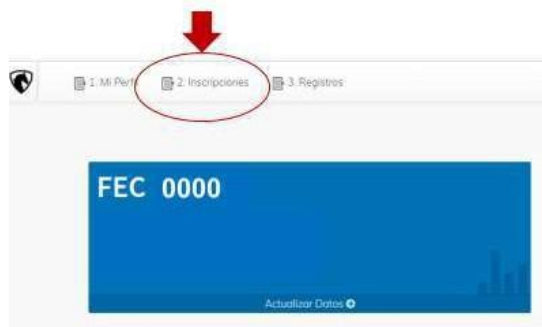 1. Mi Perfil 2. Inscripciones 3. Registros
FEC 0000
Actualizar Datos